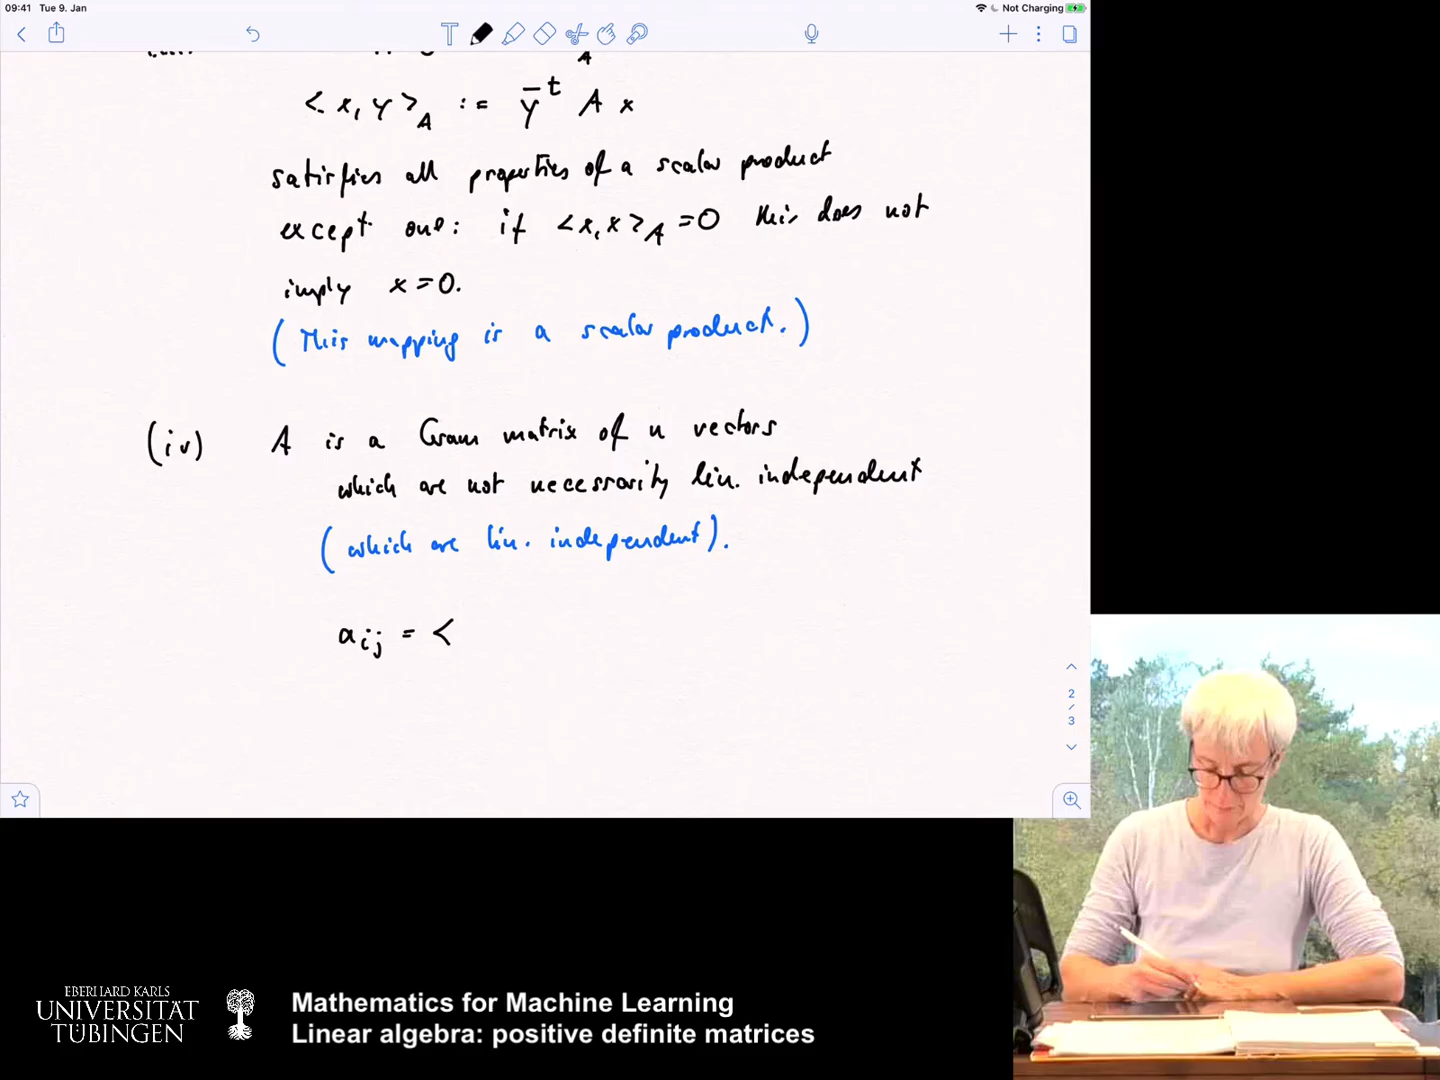 09:41 Tue 9. Jan
Not Charging
< x, y >_A := ȳ^t A x
satisfies all properties of a scalar product
except one: if <x,x>_A = 0 this does not
imply x = 0.
(This mapping is a scalar product.)
(iv) A is a Gram matrix of n vectors
which are not necessarily lin. independent
(which are lin. independent).
a_ij = <
2
/
3
EBERHARD KARLS
UNIVERSITÄT
TÜBINGEN
Mathematics for Machine Learning
Linear algebra: positive definite matrices